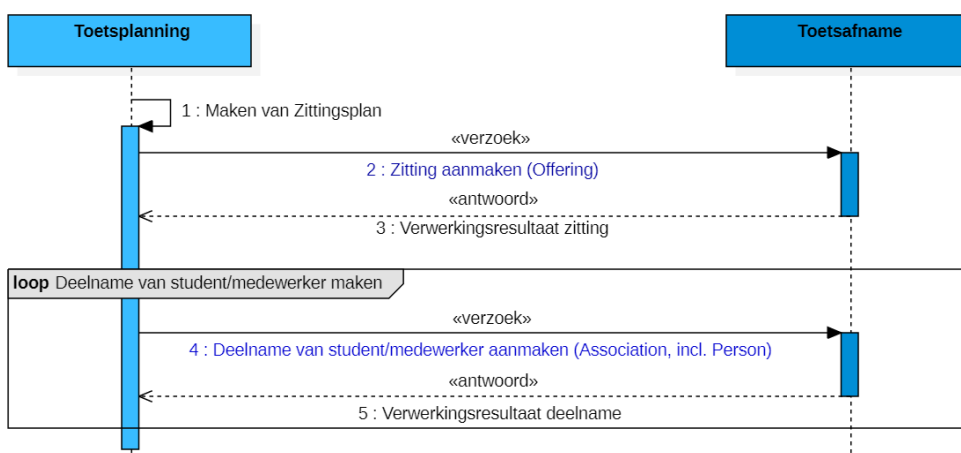 Toetsplanning
Toetsafname
1 : Maken van Zittingsplan
«verzoek»
2 : Zitting aanmaken (Offering)
«antwoord»
3 : Verwerkingsresultaat zitting
loop Deelname van student/medewerker maken
«verzoek»
4 : Deelname van student/medewerker aanmaken (Association, incl. Person)
«antwoord»
5 : Verwerkingsresultaat deelname